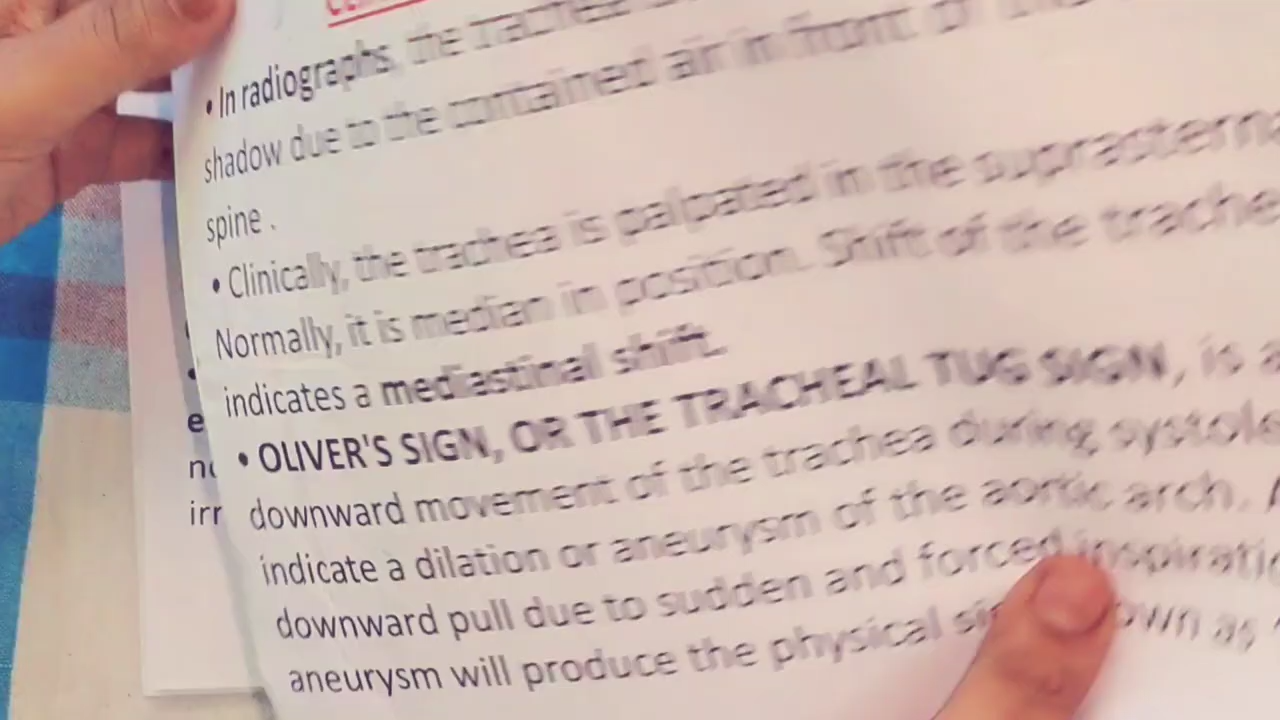 • In radiographs, the trachea
shadow due to the contained air in front of
spine .
• Clinically, the trachea is palpated in the suprasterna
Normally, it is median in position. Shift of the trache
indicates a mediastinal shift.
• OLIVER'S SIGN, OR THE TRACHEAL TUG SIGN, is a
downward movement of the trachea during systole
indicate a dilation or aneurysm of the aortic arch.
downward pull due to sudden and forced inspiratio
aneurysm will produce the physical as
e
irr